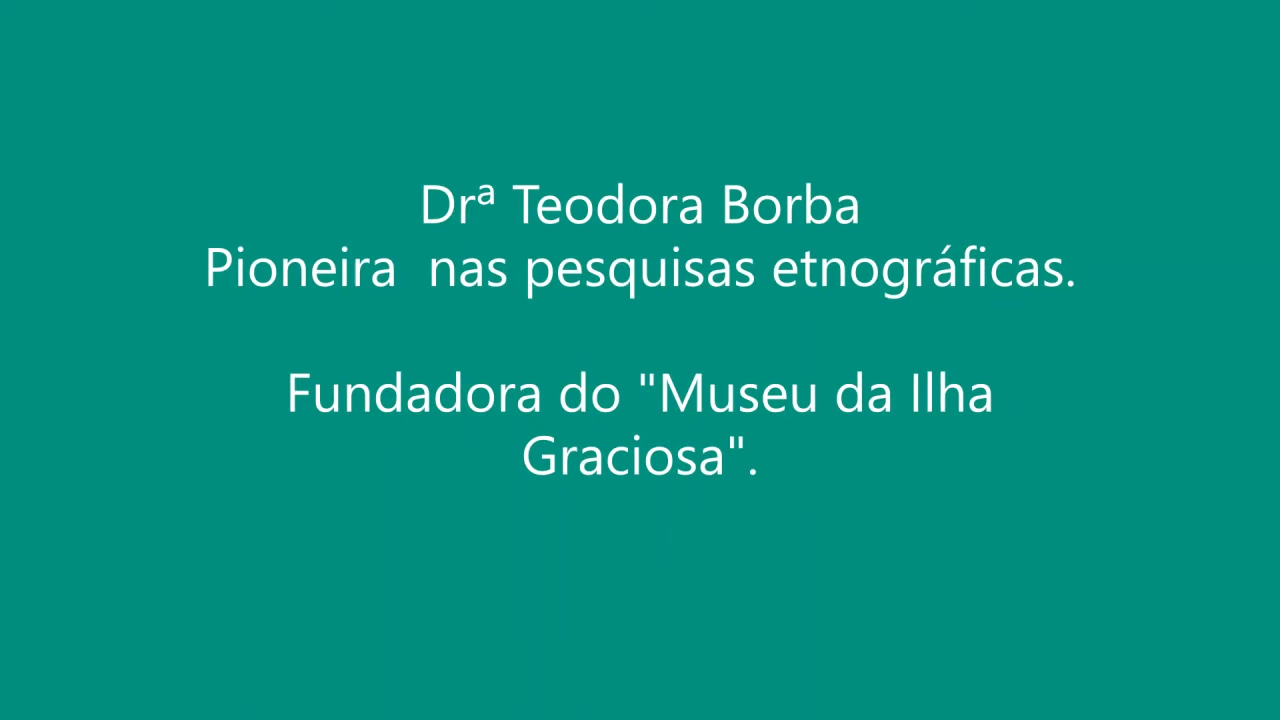 Drª Teodora Borba
Pioneira  nas pesquisas etnográficas.
Fundadora do "Museu da Ilha
Graciosa".